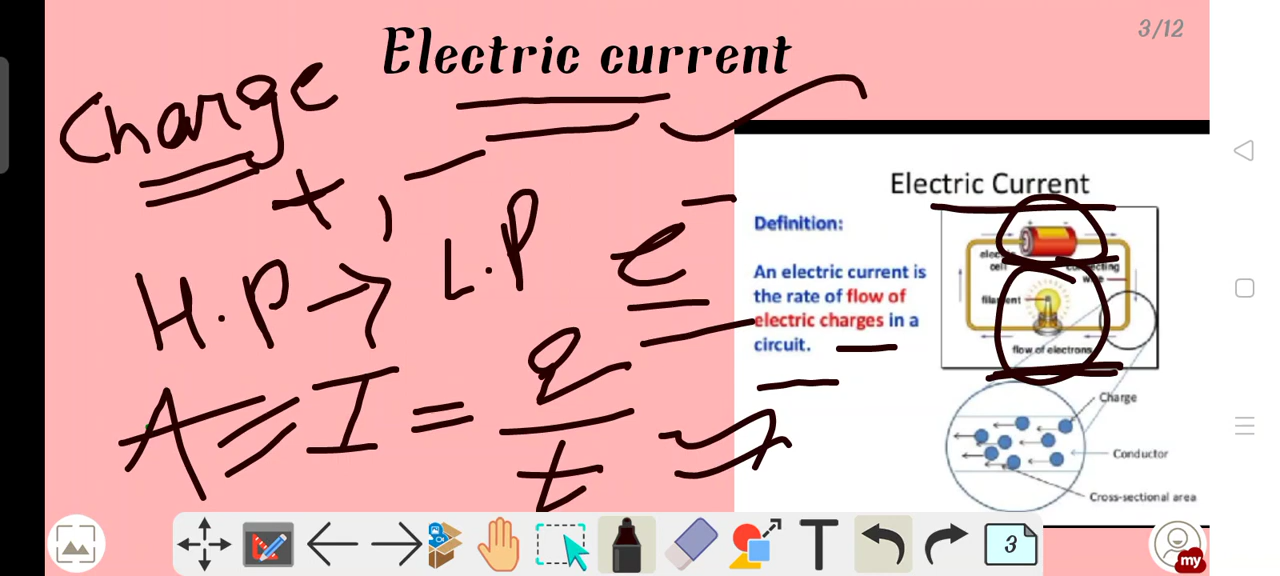 3/12
Electric current
Charge
+, -
H.P → L.P
e
A = I = q/t
Electric Current
Definition:
An electric current is
the rate of flow of
electric charges in a
circuit.
cell
filament
flow of electrons
Charge
Conductor
Cross-sectional area
T
3
my